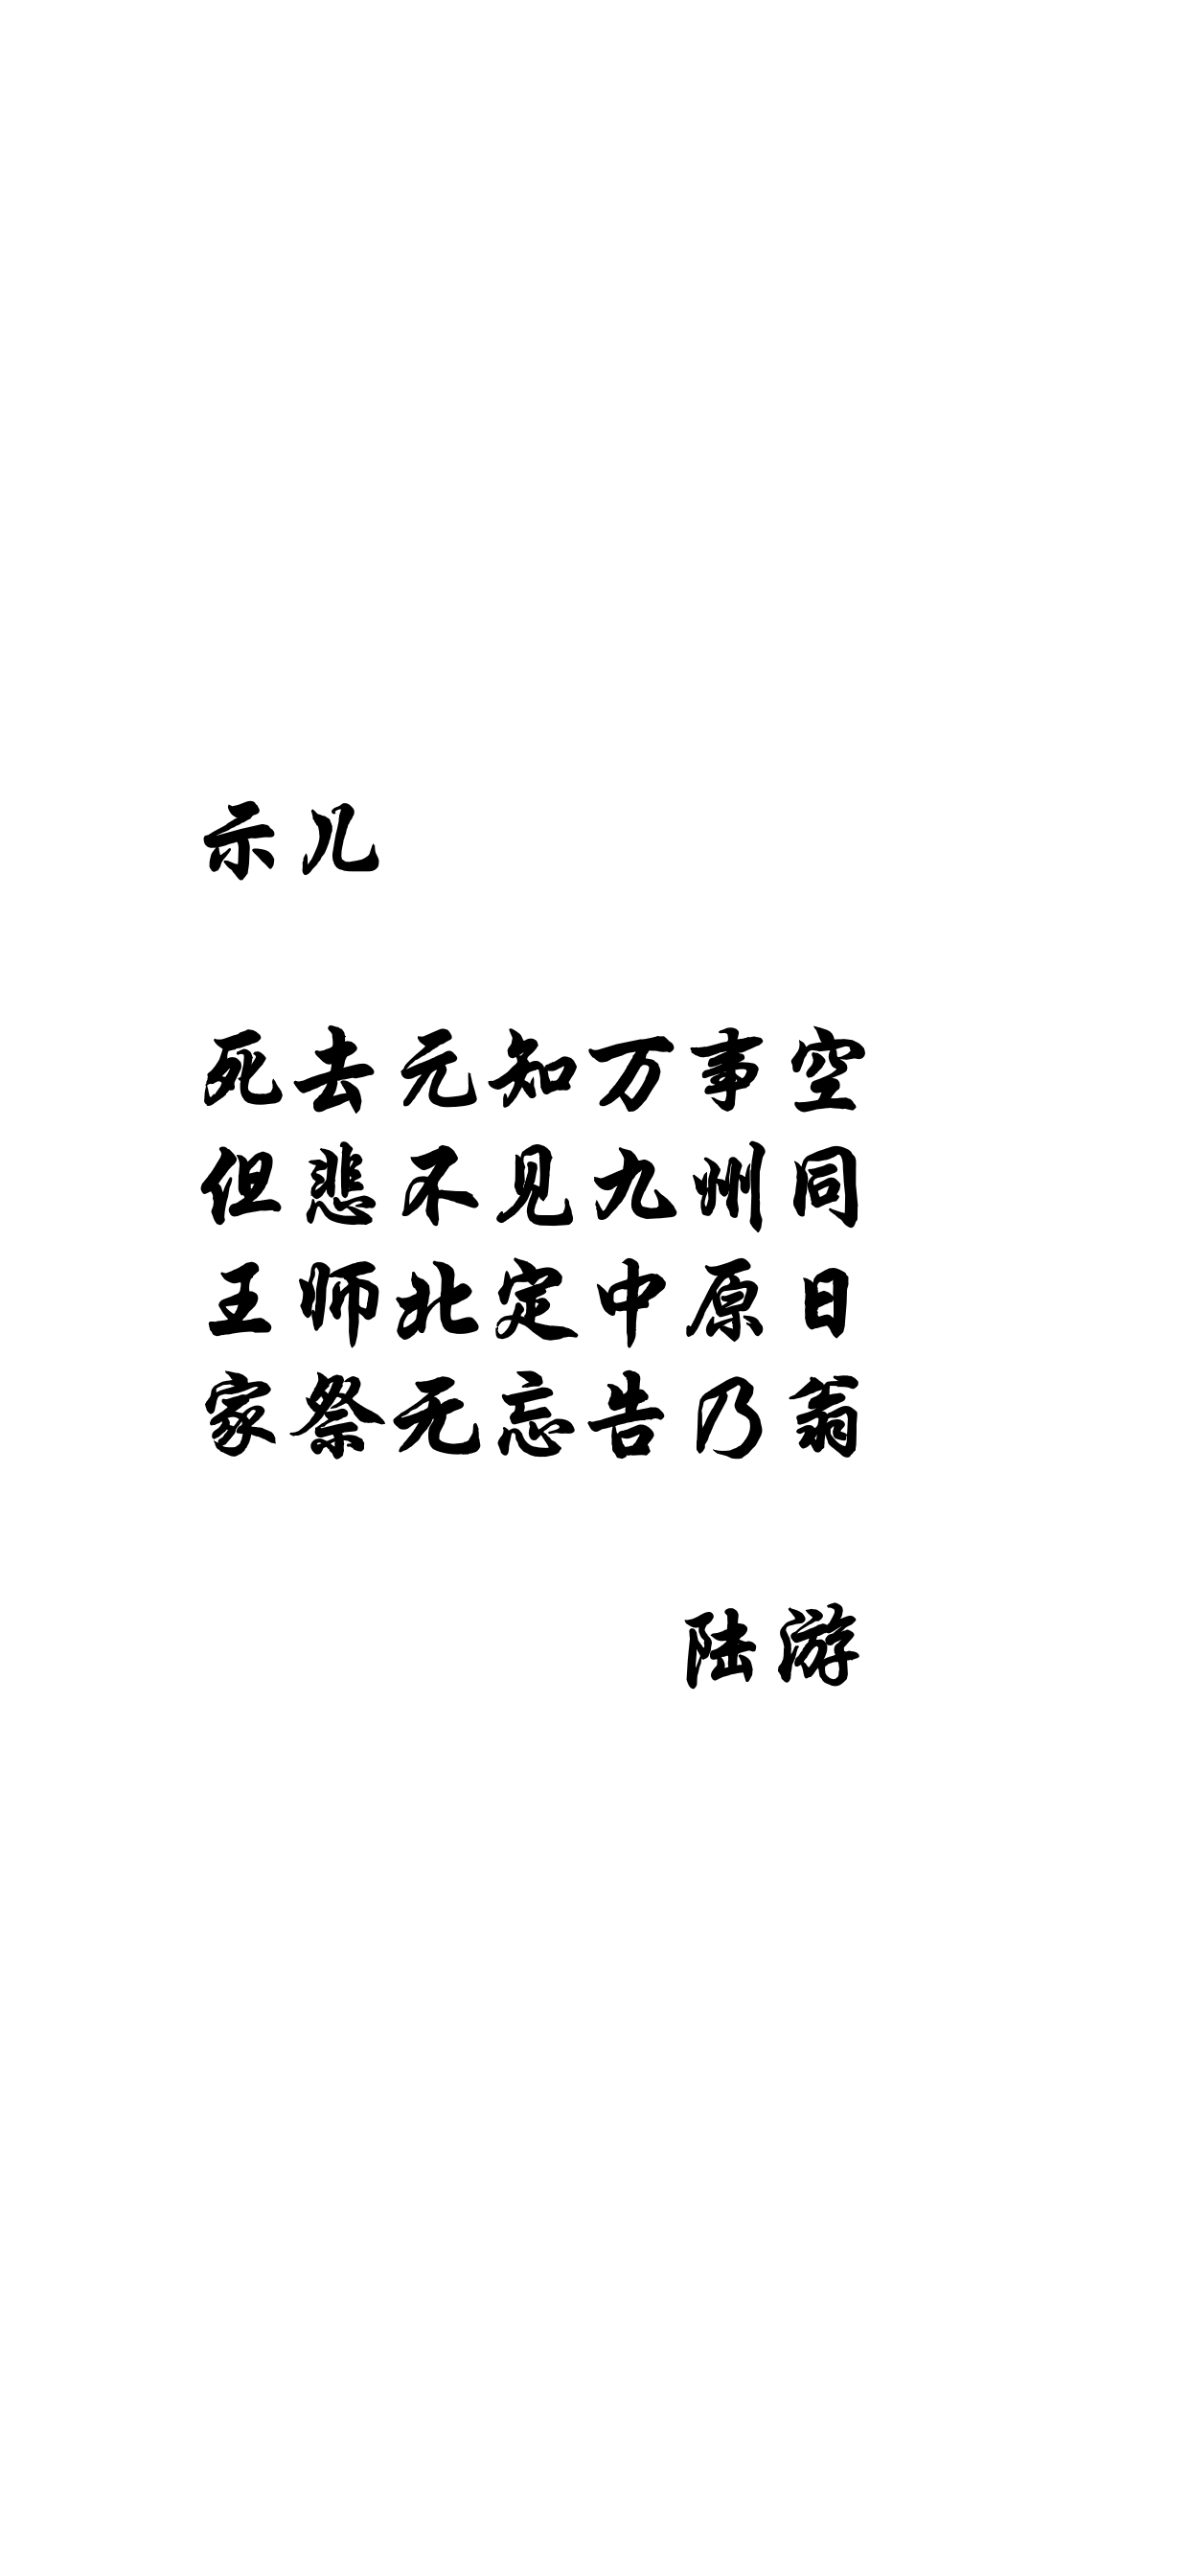 示儿
死去元知万事空
但悲不见九州同
王师北定中原日
家祭无忘告乃翁
陆游